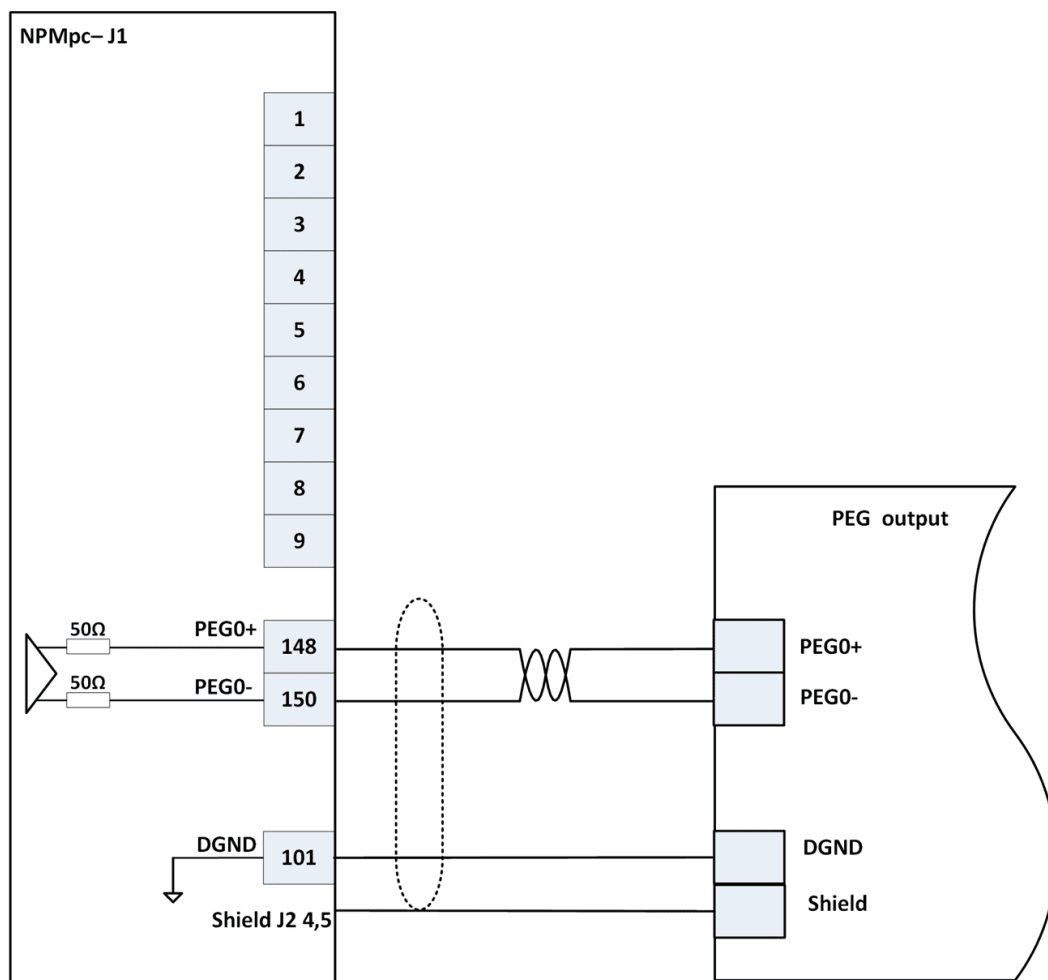 NPMpc– J1
1
2
3
4
5
6
7
8
9
PEG output
50Ω
PEG0+
148
PEG0+
50Ω
PEG0-
150
PEG0-
DGND
101
DGND
Shield J2 4,5
Shield